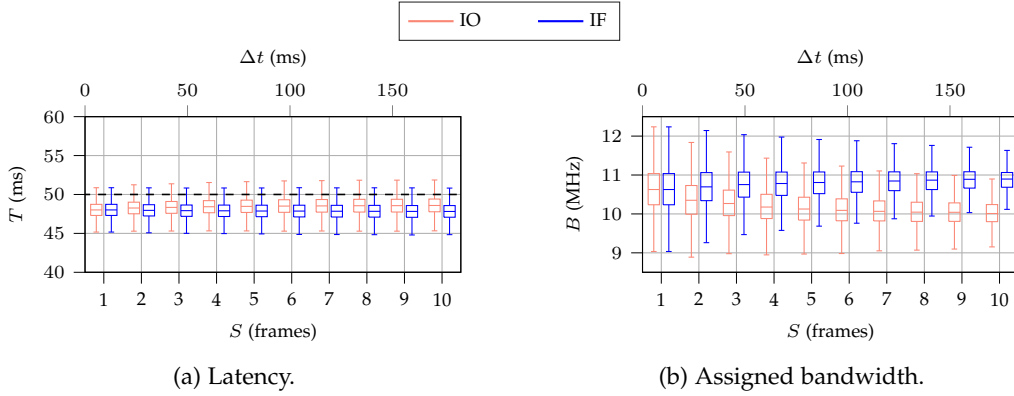 IO IF
Δt (ms)
0 50 100 150
60
55
50
45
40
T (ms)
1 2 3 4 5 6 7 8 9 10
S (frames)
(a) Latency.
Δt (ms)
0 50 100 150
12
11
10
9
B (MHz)
1 2 3 4 5 6 7 8 9 10
S (frames)
(b) Assigned bandwidth.